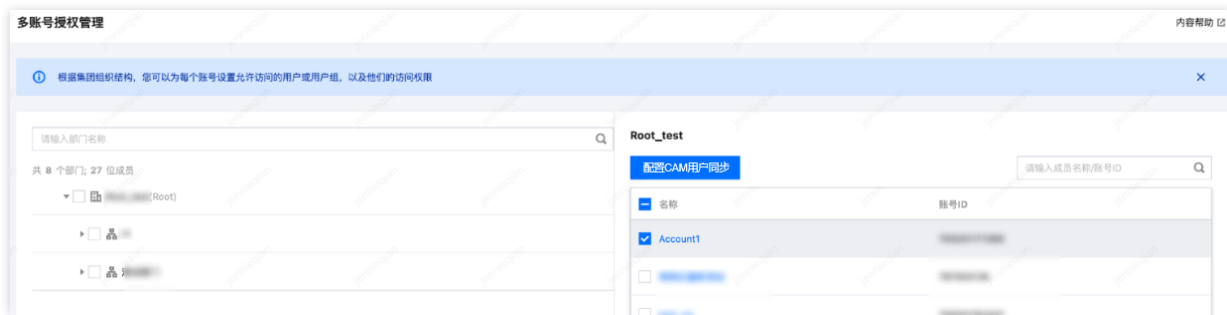 多账号授权管理
内容帮助
根据集团组织结构，您可以为每个账号设置允许访问的用户或用户组，以及他们的访问权限
请输入部门名称
共 8 个部门; 27 位成员
(Root)
Root_test
配置CAM用户同步
请输入成员名称/账号ID
名称
账号ID
Account1